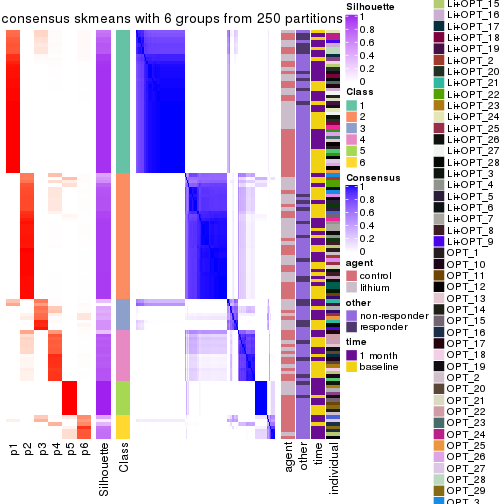 consensus skmeans with 6 groups from 250 partitions
p1
p2
p3
p4
p5
p6
Silhouette
Class
agent
other
time
individual
Silhouette
1
0.8
0.6
0.4
0.2
0
Class
1
2
3
4
5
6
Consensus
1
0.8
0.6
0.4
0.2
0
agent
control
lithium
other
non-responder
responder
time
1 month
baseline
Li+OPT_15
Li+OPT_16
Li+OPT_17
Li+OPT_18
Li+OPT_19
Li+OPT_2
Li+OPT_20
Li+OPT_21
Li+OPT_22
Li+OPT_23
Li+OPT_24
Li+OPT_25
Li+OPT_26
Li+OPT_27
Li+OPT_28
Li+OPT_3
Li+OPT_4
Li+OPT_5
Li+OPT_6
Li+OPT_7
Li+OPT_8
Li+OPT_9
OPT_1
OPT_10
OPT_11
OPT_12
OPT_13
OPT_14
OPT_15
OPT_16
OPT_17
OPT_18
OPT_19
OPT_2
OPT_20
OPT_21
OPT_22
OPT_23
OPT_24
OPT_25
OPT_26
OPT_27
OPT_28
OPT_29